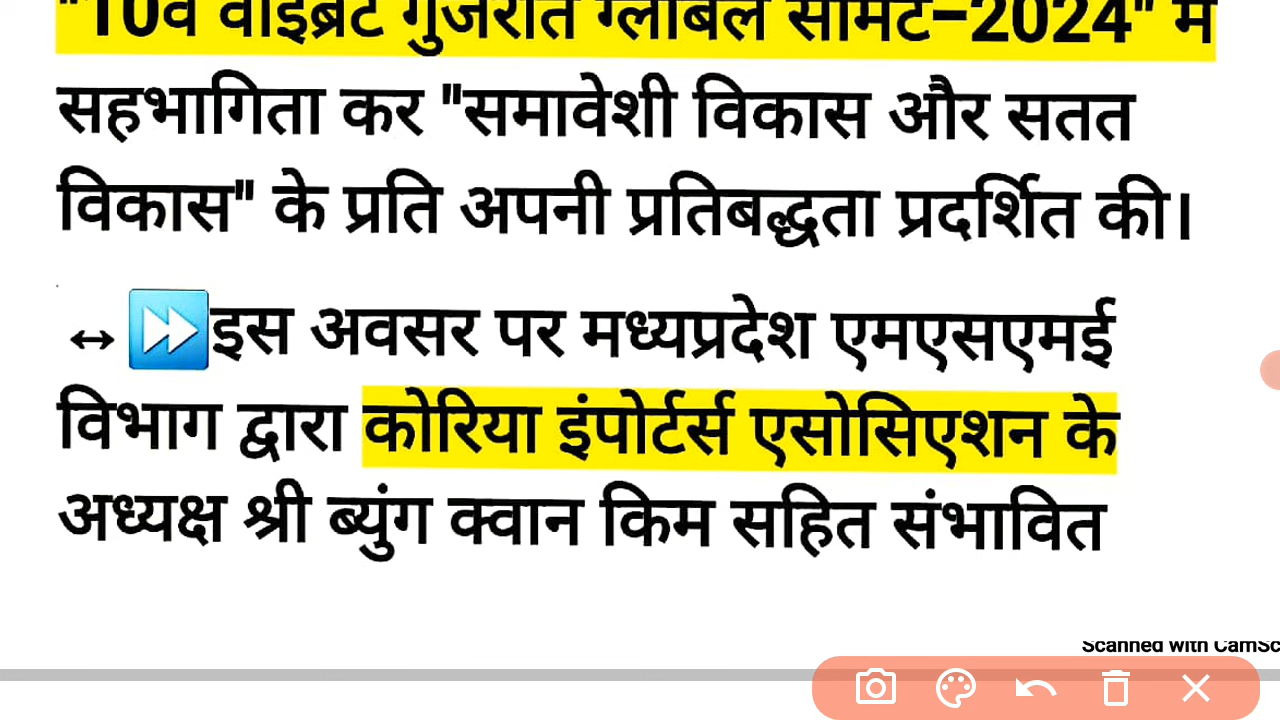 "10वें वाइब्रेंट गुजरात ग्लोबल समिट–2024" में
सहभागिता कर "समावेशी विकास और सतत
विकास" के प्रति अपनी प्रतिबद्धता प्रदर्शित की।
↔ ⏩इस अवसर पर मध्यप्रदेश एमएसएमई
विभाग द्वारा कोरिया इंपोर्टर्स एसोसिएशन के
अध्यक्ष श्री ब्युंग क्वान किम सहित संभावित
Scanned with CamSc